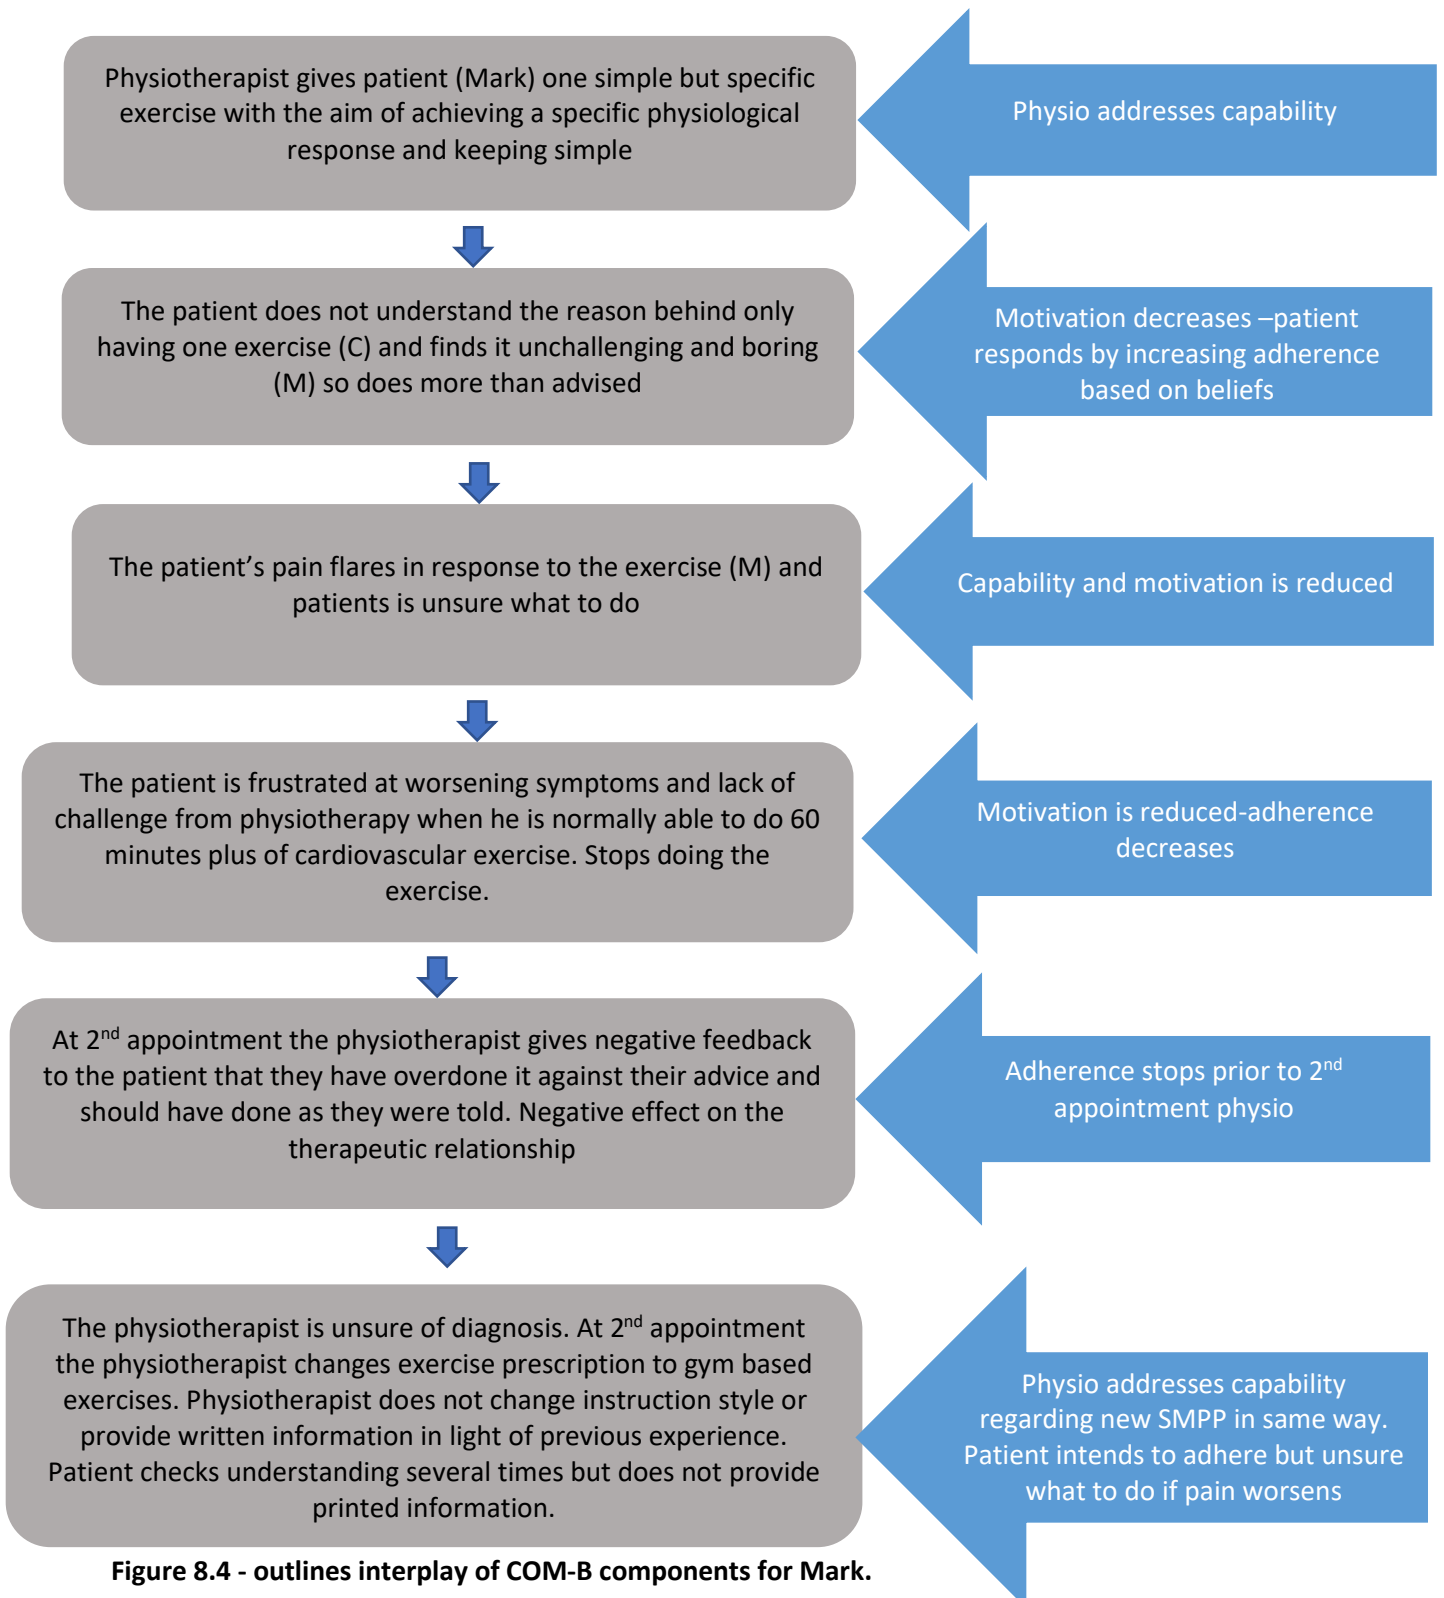 Physiotherapist gives patient (Mark) one simple but specific
exercise with the aim of achieving a specific physiological
response and keeping simple
Physio addresses capability
The patient does not understand the reason behind only
having one exercise (C) and finds it unchallenging and boring
(M) so does more than advised
Motivation decreases –patient
responds by increasing adherence
based on beliefs
The patient’s pain flares in response to the exercise (M) and
patients is unsure what to do
Capability and motivation is reduced
The patient is frustrated at worsening symptoms and lack of
challenge from physiotherapy when he is normally able to do 60
minutes plus of cardiovascular exercise. Stops doing the
exercise.
Motivation is reduced-adherence
decreases
At 2nd appointment the physiotherapist gives negative feedback
to the patient that they have overdone it against their advice and
should have done as they were told. Negative effect on the
therapeutic relationship
Adherence stops prior to 2nd
appointment physio
The physiotherapist is unsure of diagnosis. At 2nd appointment
the physiotherapist changes exercise prescription to gym based
exercises. Physiotherapist does not change instruction style or
provide written information in light of previous experience.
Patient checks understanding several times but does not provide
printed information.
Physio addresses capability
regarding new SMPP in same way.
Patient intends to adhere but unsure
what to do if pain worsens
Figure 8.4 - outlines interplay of COM-B components for Mark.